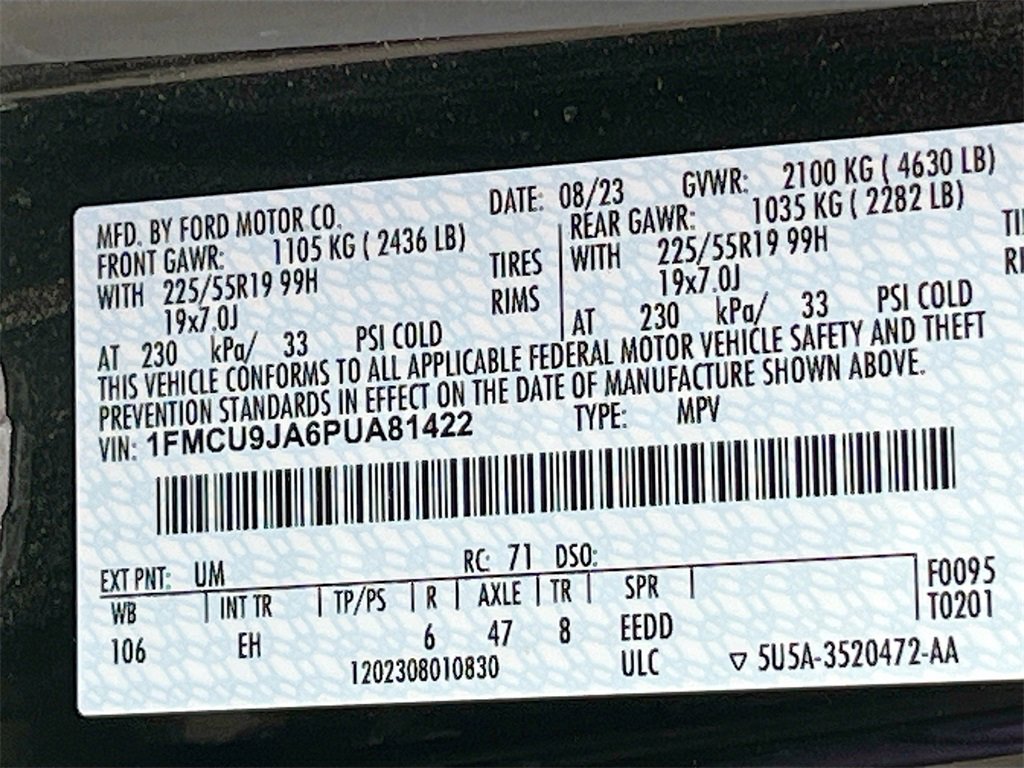 MFD. BY FORD MOTOR CO. DATE: 08/23 GVWR: 2100 KG ( 4630 LB)
FRONT GAWR: 1105 KG ( 2436 LB) REAR GAWR: 1035 KG ( 2282 LB)
WITH 225/55R19 99H TIRES WITH 225/55R19 99H
19x7.0J RIMS 19x7.0J
AT 230 kPa/ 33 PSI COLD AT 230 kPa/ 33 PSI COLD
THIS VEHICLE CONFORMS TO ALL APPLICABLE FEDERAL MOTOR VEHICLE SAFETY AND THEFT
PREVENTION STANDARDS IN EFFECT ON THE DATE OF MANUFACTURE SHOWN ABOVE.
VIN: 1FMCU9JA6PUA81422 TYPE: MPV
EXT PNT: UM RC: 71 DSO:
WB INT TR TP/PS R AXLE TR SPR F0095
106 EH 6 47 8 EEDD T0201
1202308010830 ULC ▽ 5U5A-3520472-AA